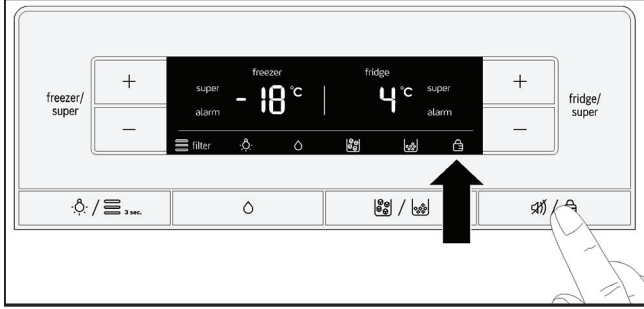 freezer/
super
+
−
super
alarm
freezer
-18°C
fridge
4°C
super
alarm
filter
+
−
fridge/
super
/ 3 sec.
/
/